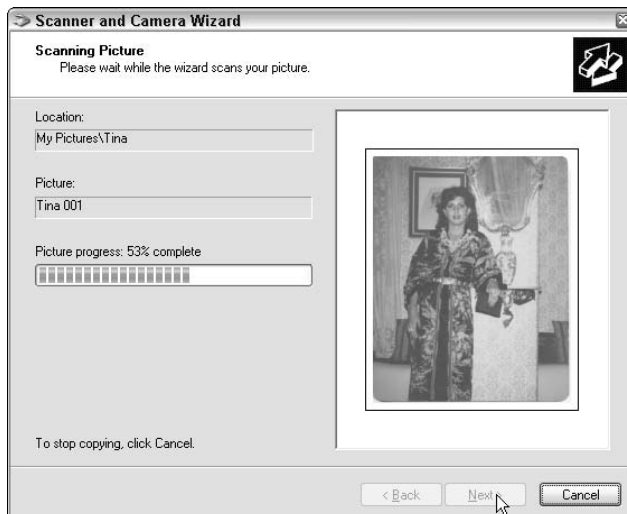 Scanner and Camera Wizard
Scanning Picture
Please wait while the wizard scans your picture.
Location:
My Pictures\Tina
Picture:
Tina 001
Picture progress: 53% complete
To stop copying, click Cancel.
< Back Next > Cancel